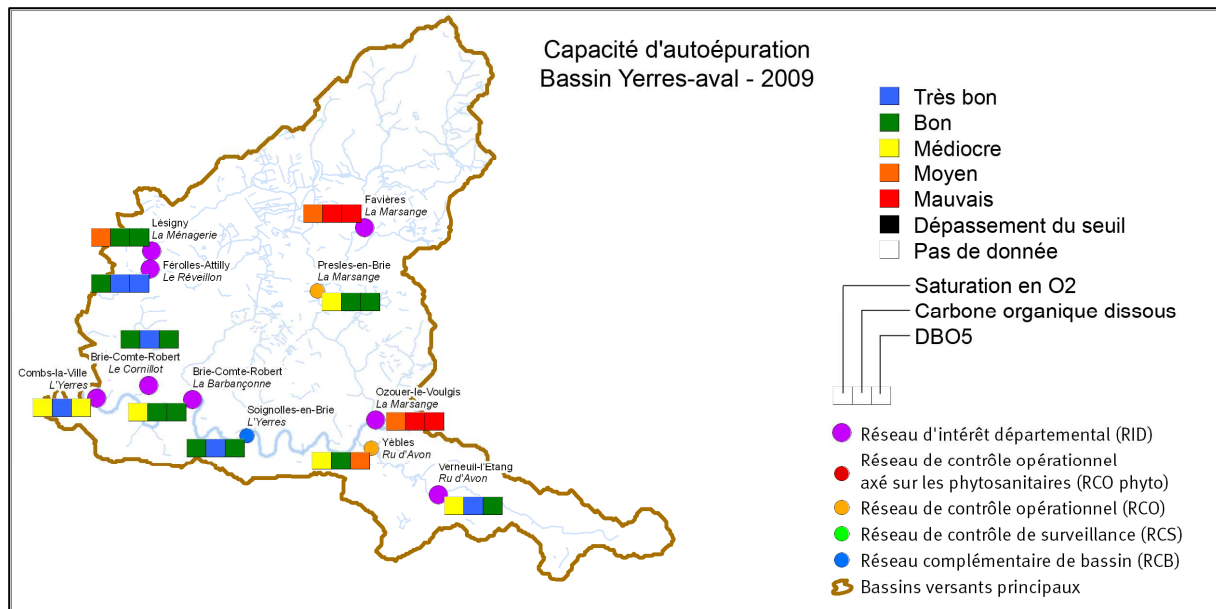 Capacité d'autoépuration
Bassin Yerres-aval - 2009
Très bon
Bon
Médiocre
Moyen
Mauvais
Dépassement du seuil
Pas de donnée
Saturation en O2
Carbone organique dissous
DBO5
Réseau d'intérêt départemental (RID)
Réseau de contrôle opérationnel
axé sur les phytosanitaires (RCO phyto)
Réseau de contrôle opérationnel (RCO)
Réseau de contrôle de surveillance (RCS)
Réseau complémentaire de bassin (RCB)
Bassins versants principaux
Favières
La Marsange
Lésigny
La Ménagerie
Férolles-Attilly
Le Réveillon
Presles-en-Brie
La Marsange
Brie-Comte-Robert
Le Cornillot
Combs-la-Ville
L'Yerres
Brie-Comte-Robert
La Barbançonne
Soignolles-en-Brie
L'Yerres
Ozouer-le-Voulgis
La Marsange
Yèbles
Ru d'Avon
Verneuil-l'Etang
Ru d'Avon